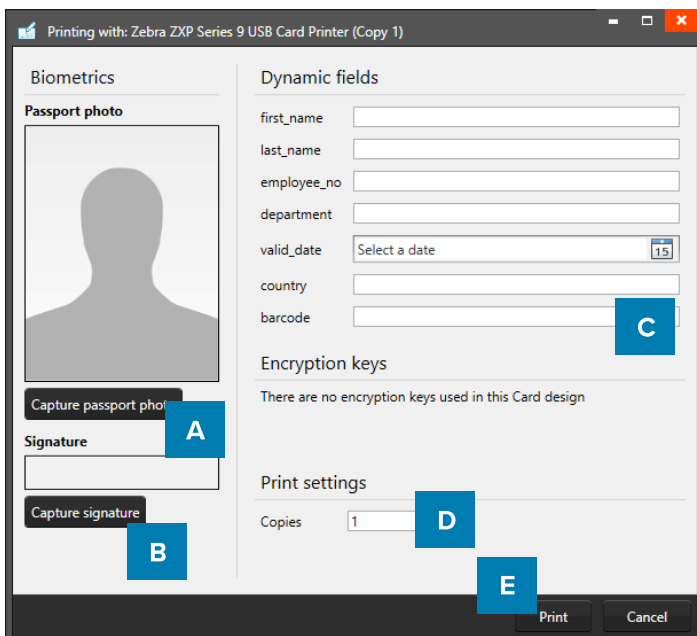 Printing with: Zebra ZXP Series 9 USB Card Printer (Copy 1)
Biometrics
Passport photo
Capture passport photo
A
Signature
Capture signature
B
Dynamic fields
first_name
last_name
employee_no
department
valid_date Select a date 15
country
barcode
C
Encryption keys
There are no encryption keys used in this Card design
Print settings
Copies 1
D
E
Print Cancel